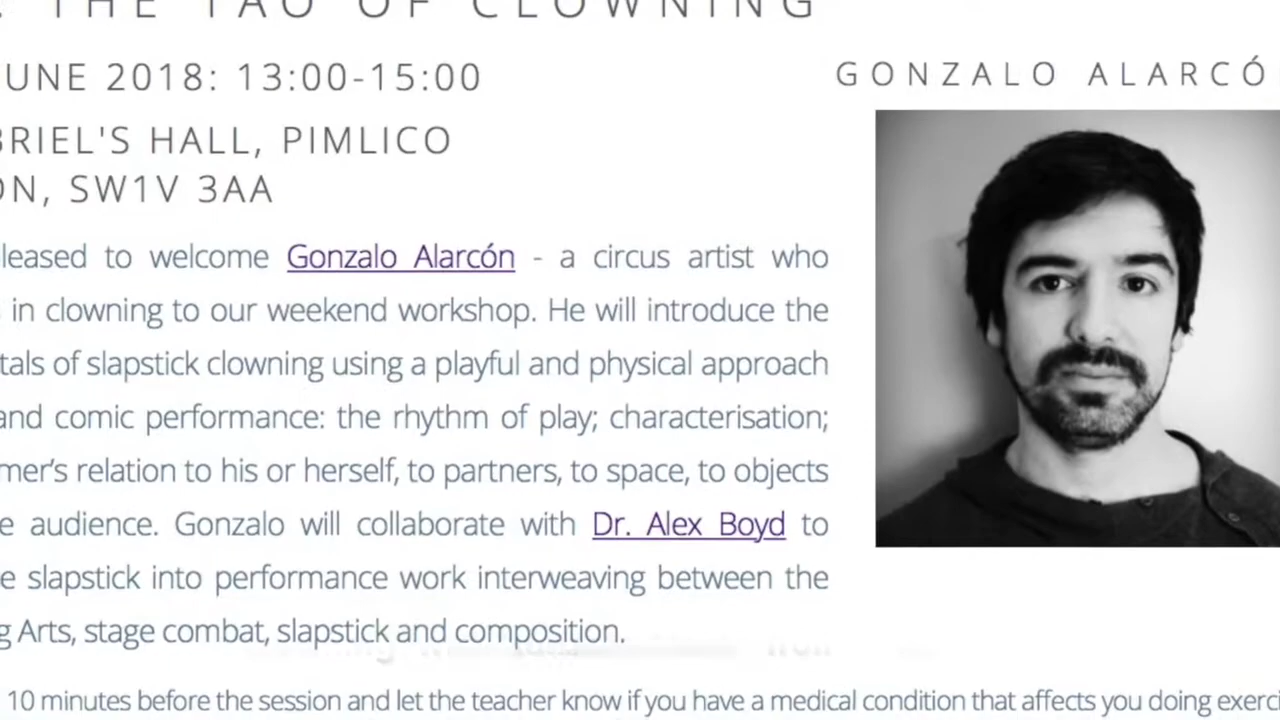 THE TAO OF CLOWNING
UNE 2018: 13:00-15:00
GONZALO ALARCÓ
BRIEL'S HALL, PIMLICO
ON, SW1V 3AA
leased to welcome Gonzalo Alarcón - a circus artist who
in clowning to our weekend workshop. He will introduce the
tals of slapstick clowning using a playful and physical approach
and comic performance: the rhythm of play; characterisation;
mer's relation to his or herself, to partners, to space, to objects
e audience. Gonzalo will collaborate with Dr. Alex Boyd to
e slapstick into performance work interweaving between the
g Arts, stage combat, slapstick and composition.
10 minutes before the session and let the teacher know if you have a medical condition that affects you doing exerci